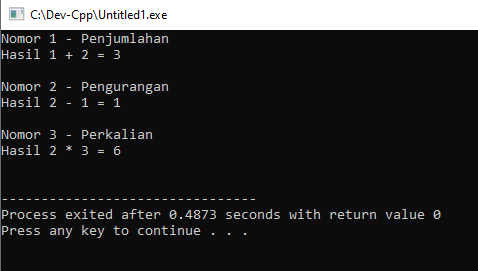 C:\Dev-Cpp\Untitled1.exe
Nomor 1 - Penjumlahan
Hasil 1 + 2 = 3
Nomor 2 - Pengurangan
Hasil 2 - 1 = 1
Nomor 3 - Perkalian
Hasil 2 * 3 = 6
--------------------------------
Process exited after 0.4873 seconds with return value 0
Press any key to continue . . .